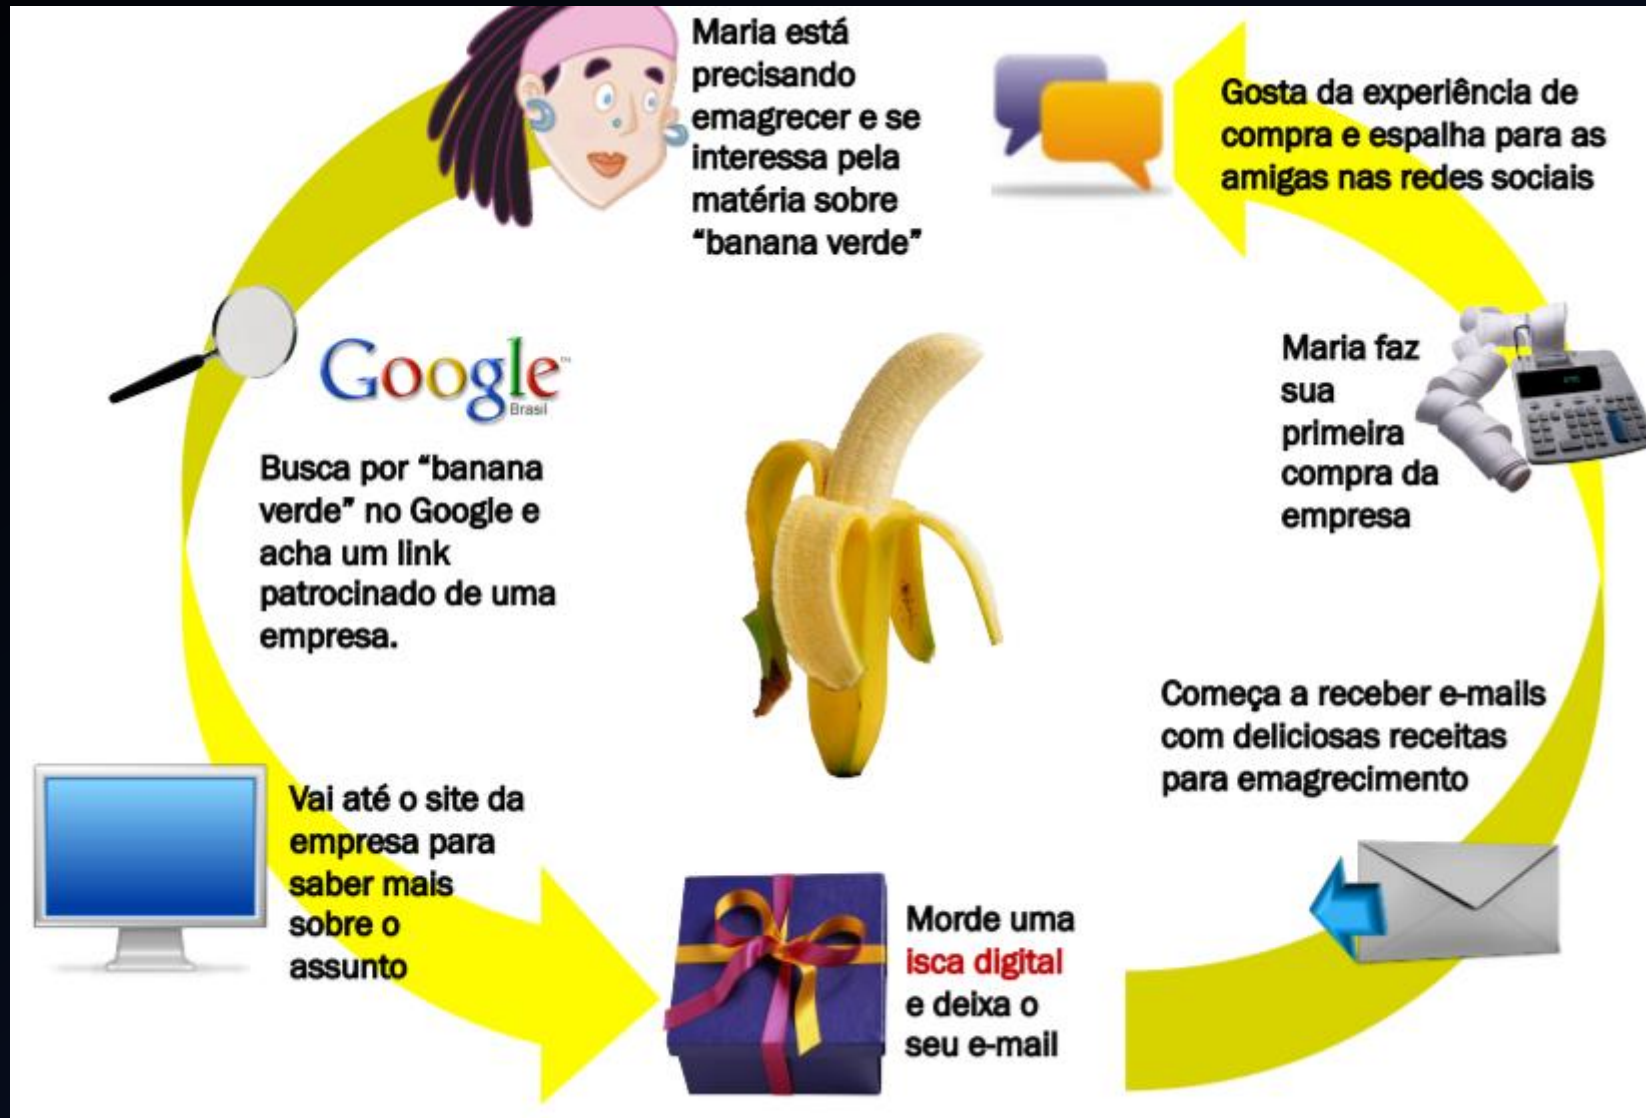 Maria está
precisando
emagrecer e se
interessa pela
matéria sobre
“banana verde”
Google™
Brasil
Busca por “banana
verde” no Google e
acha um link
patrocinado de uma
empresa.
Vai até o site da
empresa para
saber mais
sobre o
assunto
Morde uma
isca digital
e deixa o
seu e-mail
Começa a receber e-mails
com deliciosas receitas
para emagrecimento
Maria faz
sua
primeira
compra da
empresa
Gosta da experiência de
compra e espalha para as
amigas nas redes sociais